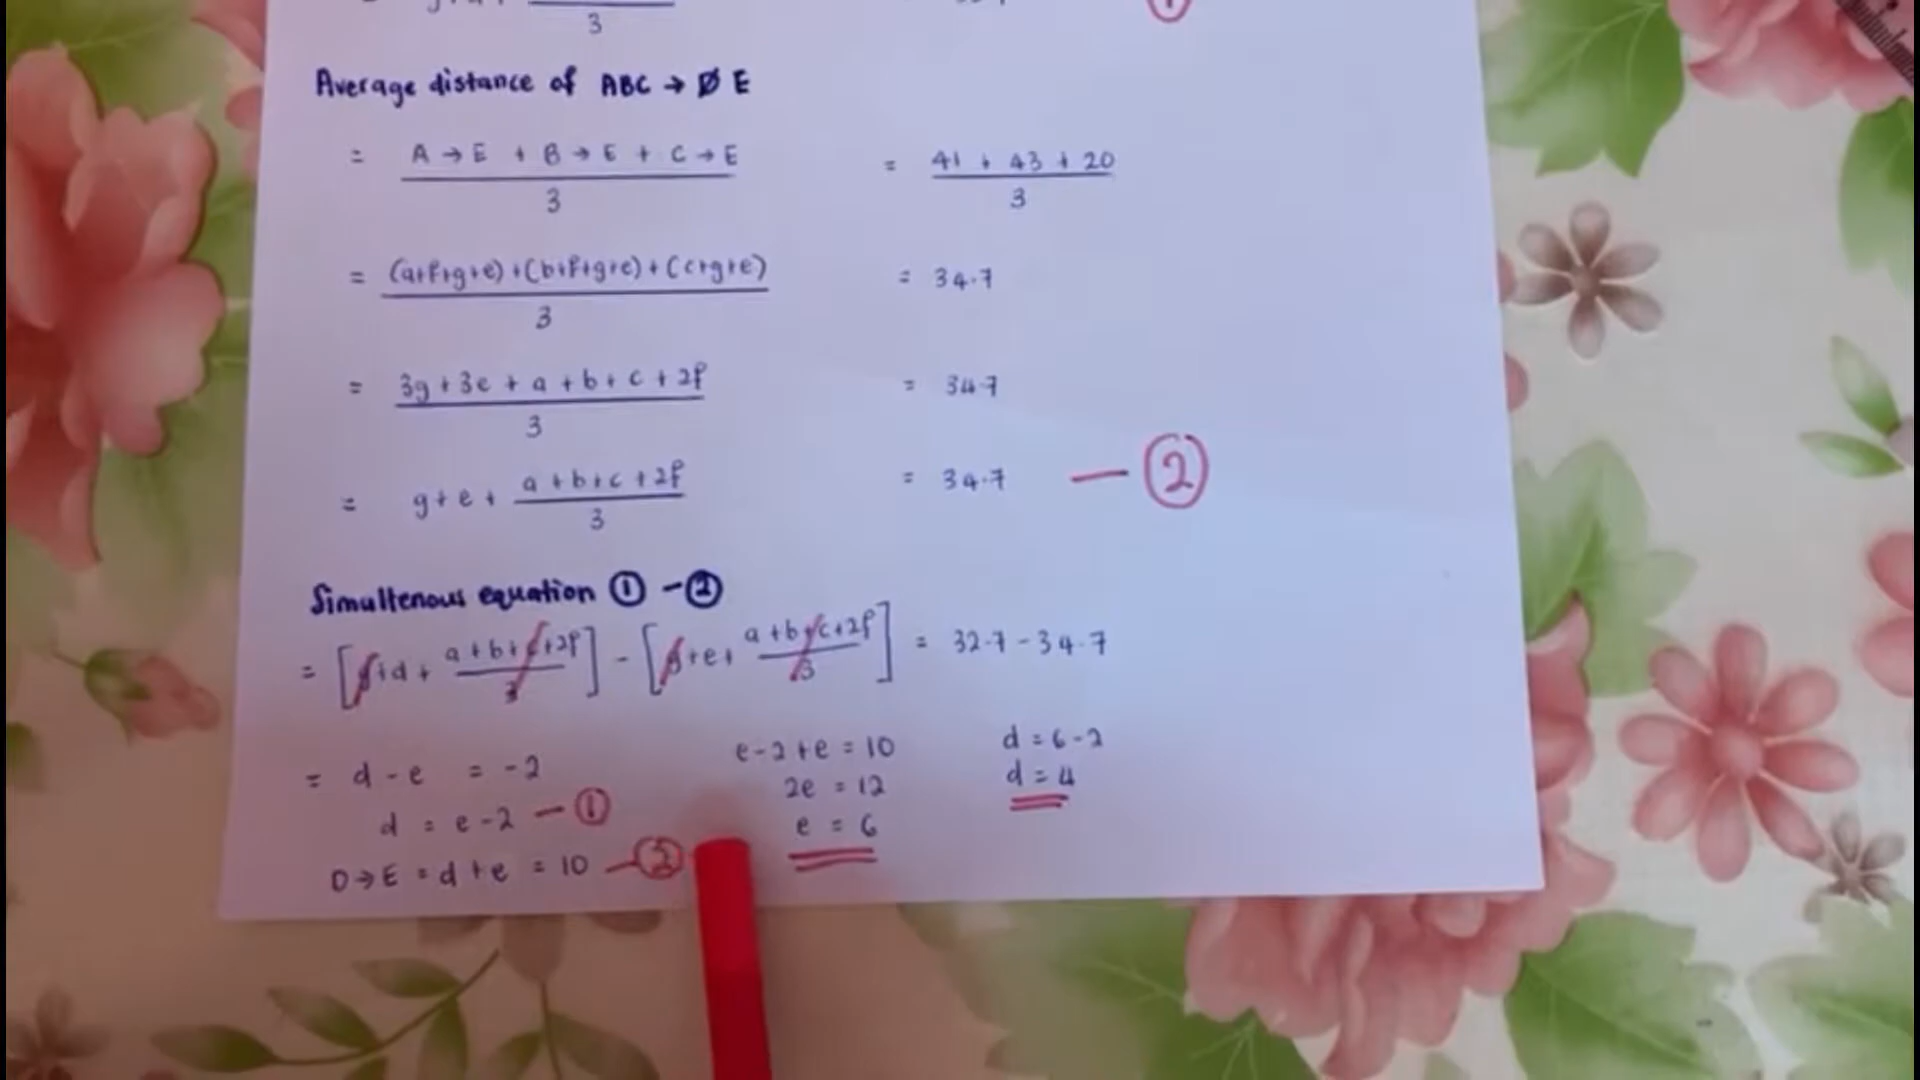 3
Average distance of ABC → D E
= A → E + B → E + C → E / 3 = 41 + 43 + 20 / 3
= (a+f+g+e) + (b+f+g+e) + (c+g+e) / 3 = 34.7
= 3g + 3e + a + b + c + 2f / 3 = 34.7
= g + e + a + b + c + 2f / 3 = 34.7 — ②
Simultenous equation ① - ②
= [g+d + a+b+c+2f / 3] - [g+e+ a+b+c+2f / 3] = 32.7 - 34.7
= d - e = -2
d = e - 2 — ①
D → E = d + e = 10 — ②
e - 2 + e = 10
2e = 12
e = 6
d = 6 - 2
d = 4